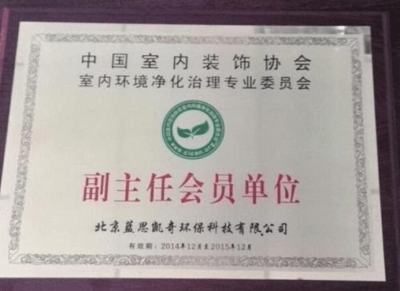 中国室内装饰协会
室内环境净化治理专业委员会
副主任会员单位
北京蓝思凯奇环保科技有限公司
有效期：2014年12月至2015年12月